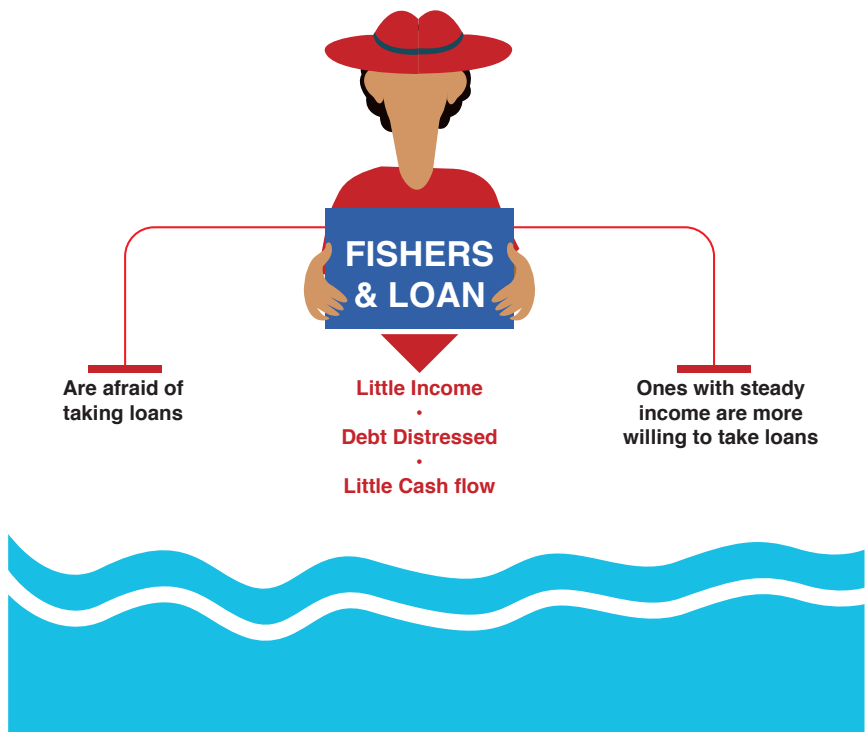 FISHERS
& LOAN
Are afraid of
taking loans
Little Income
•
Debt Distressed
•
Little Cash flow
Ones with steady
income are more
willing to take loans